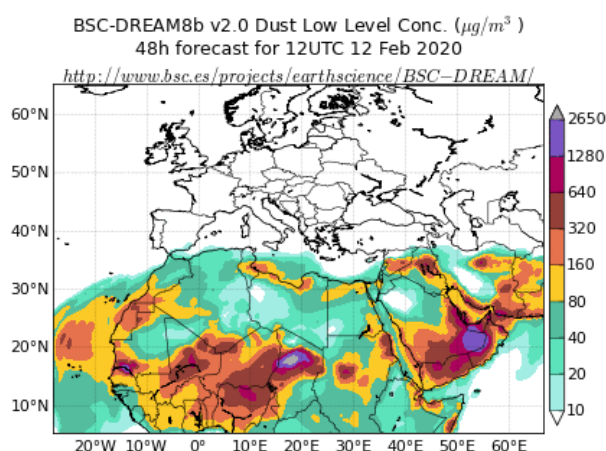 BSC-DREAM8b v2.0 Dust Low Level Conc. (μg/m³ )
48h forecast for 12UTC 12 Feb 2020
http://www.bsc.es/projects/earthscience/BSC−DREAM/
60°N
50°N
40°N
30°N
20°N
10°N
20°W 10°W 0° 10°E 20°E 30°E 40°E 50°E 60°E
2650
1280
640
320
160
80
40
20
10